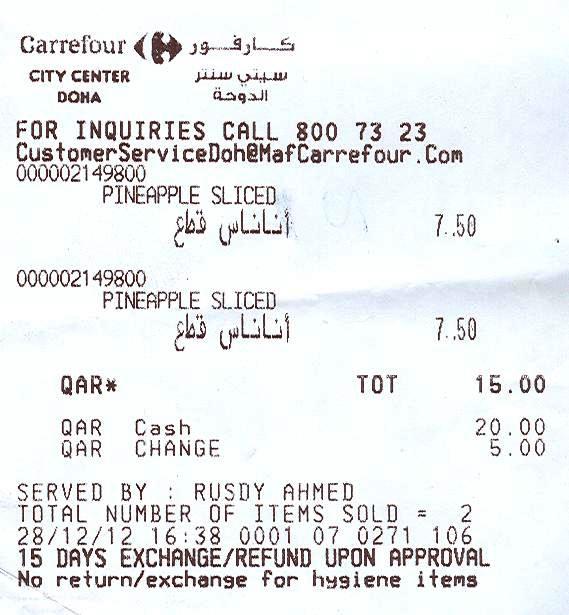 Carrefour كارفور
CITY CENTER سيتي سنتر
DOHA الدوحة
FOR INQUIRIES CALL 800 73 23
CustomerServiceDoh@MafCarrefour.Com
000002149800
PINEAPPLE SLICED
أناناس قطع 7.50
000002149800
PINEAPPLE SLICED
أناناس قطع 7.50
QAR* TOT 15.00
QAR Cash 20.00
QAR CHANGE 5.00
SERVED BY : RUSDY AHMED
TOTAL NUMBER OF ITEMS SOLD = 2
28/12/12 16:38 0001 07 0271 106
15 DAYS EXCHANGE/REFUND UPON APPROVAL
No return/exchange for hygiene items